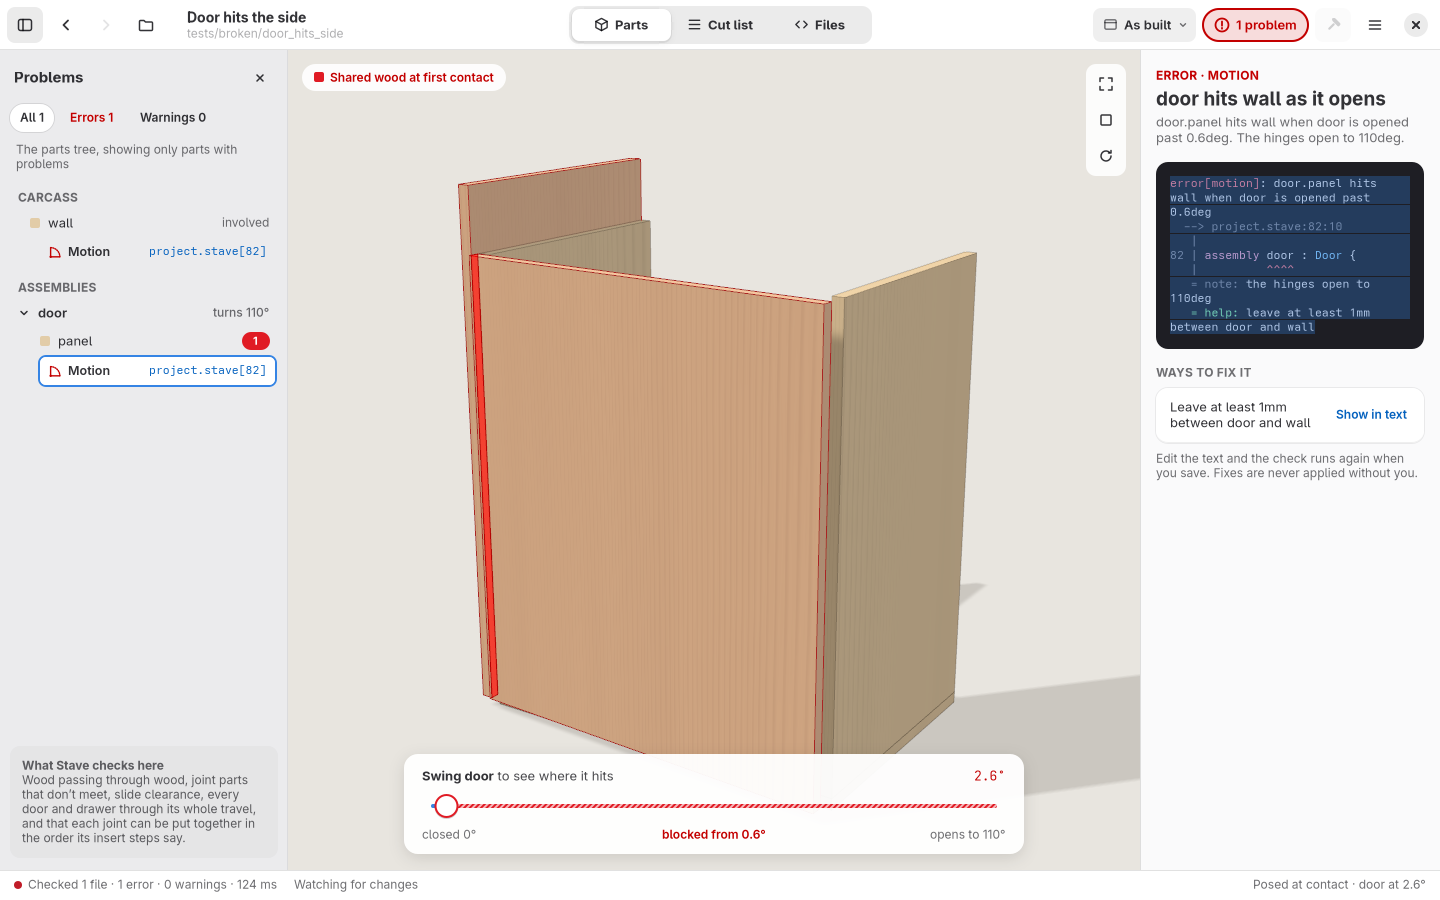 Door hits the side
tests/broken/door_hits_side
Parts
Cut list
Files
As built
1 problem
Problems
All 1
Errors 1
Warnings 0
The parts tree, showing only parts with
problems
CARCASS
wall
involved
Motion
project.stave[82]
ASSEMBLIES
door
turns 110°
panel
1
Motion
project.stave[82]
What Stave checks here
Wood passing through wood, joint parts
that don't meet, slide clearance, every
door and drawer through its whole travel,
and that each joint can be put together in
the order its insert steps say.
Shared wood at first contact
Swing door to see where it hits
2.6°
closed 0°
blocked from 0.6°
opens to 110°
ERROR · MOTION
door hits wall as it opens
door.panel hits wall when door is opened
past 0.6deg. The hinges open to 110deg.
error[motion]: door.panel hits
wall when door is opened past
0.6deg
--> project.stave:82:10
|
82 | assembly door : Door {
| ^^^^
= note: the hinges open to
110deg
= help: leave at least 1mm
between door and wall
WAYS TO FIX IT
Leave at least 1mm
between door and wall
Show in text
Edit the text and the check runs again when
you save. Fixes are never applied without you.
Checked 1 file · 1 error · 0 warnings · 124 ms
Watching for changes
Posed at contact · door at 2.6°